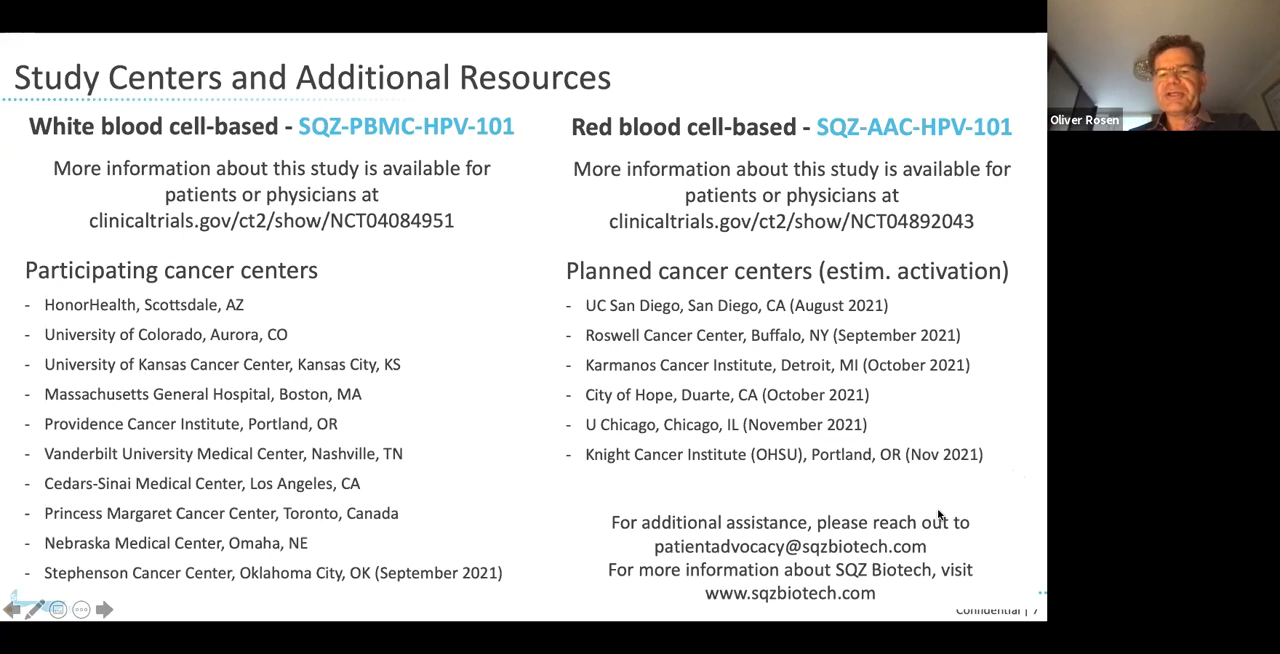 Study Centers and Additional Resources
White blood cell-based - SQZ-PBMC-HPV-101
More information about this study is available for
patients or physicians at
clinicaltrials.gov/ct2/show/NCT04084951
Participating cancer centers
- HonorHealth, Scottsdale, AZ
- University of Colorado, Aurora, CO
- University of Kansas Cancer Center, Kansas City, KS
- Massachusetts General Hospital, Boston, MA
- Providence Cancer Institute, Portland, OR
- Vanderbilt University Medical Center, Nashville, TN
- Cedars-Sinai Medical Center, Los Angeles, CA
- Princess Margaret Cancer Center, Toronto, Canada
- Nebraska Medical Center, Omaha, NE
- Stephenson Cancer Center, Oklahoma City, OK (September 2021)
Red blood cell-based - SQZ-AAC-HPV-101
More information about this study is available for
patients or physicians at
clinicaltrials.gov/ct2/show/NCT04892043
Planned cancer centers (estim. activation)
- UC San Diego, San Diego, CA (August 2021)
- Roswell Cancer Center, Buffalo, NY (September 2021)
- Karmanos Cancer Institute, Detroit, MI (October 2021)
- City of Hope, Duarte, CA (October 2021)
- U Chicago, Chicago, IL (November 2021)
- Knight Cancer Institute (OHSU), Portland, OR (Nov 2021)
For additional assistance, please reach out to
patientadvocacy@sqzbiotech.com
For more information about SQZ Biotech, visit
www.sqzbiotech.com
Confidential | 7
Oliver Rosen